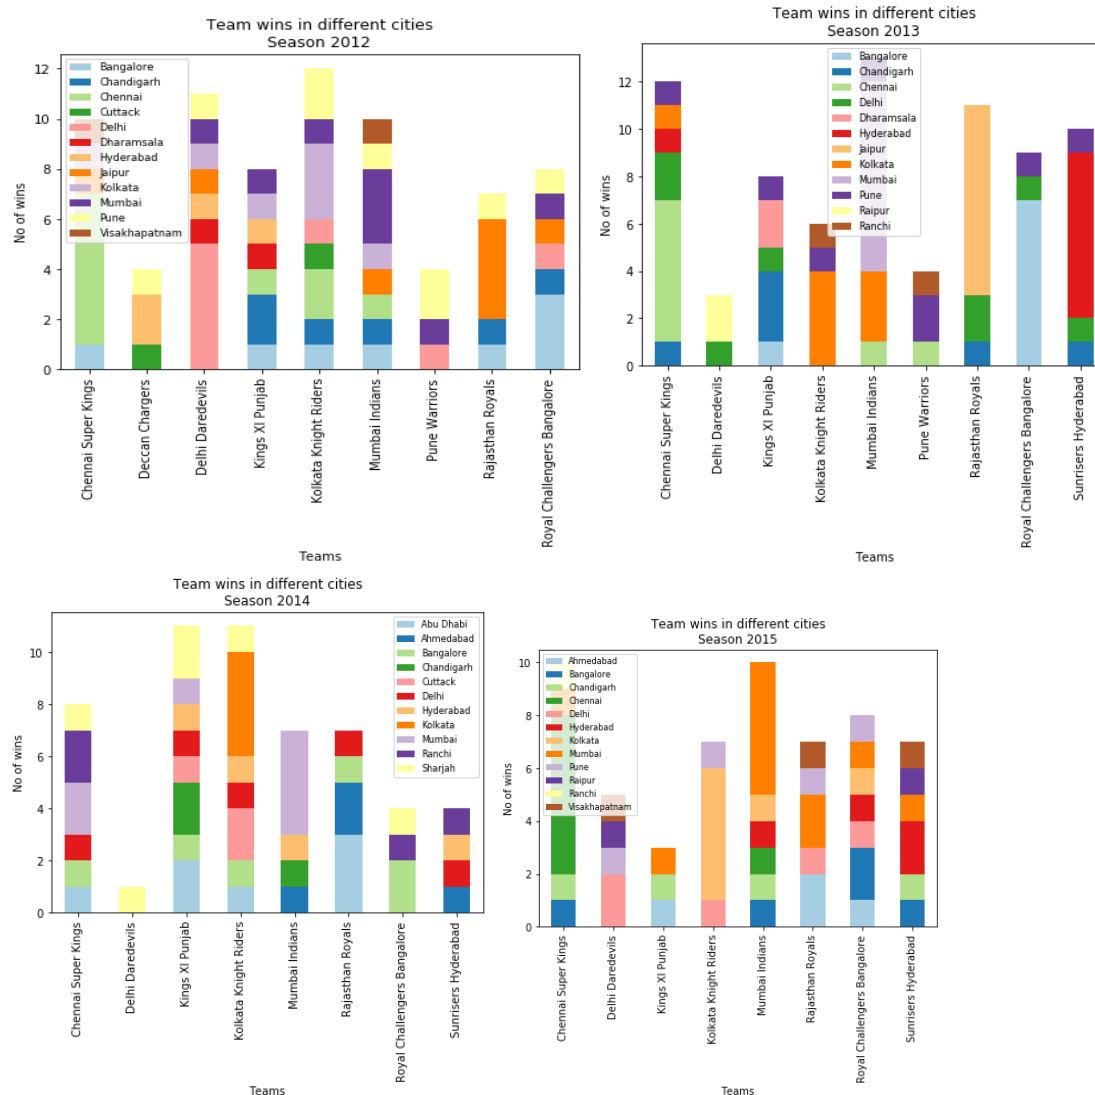 Team wins in different cities
Season 2012
No of wins
12
10
8
6
4
2
0
Bangalore
Chandigarh
Chennai
Cuttack
Delhi
Dharamsala
Hyderabad
Jaipur
Kolkata
Mumbai
Pune
Visakhapatnam
Chennai Super Kings
Deccan Chargers
Delhi Daredevils
Kings XI Punjab
Kolkata Knight Riders
Mumbai Indians
Pune Warriors
Rajasthan Royals
Royal Challengers Bangalore
Teams
Team wins in different cities
Season 2013
No of wins
12
10
8
6
4
2
0
Bangalore
Chandigarh
Chennai
Delhi
Dharamsala
Hyderabad
Jaipur
Kolkata
Mumbai
Pune
Raipur
Ranchi
Chennai Super Kings
Delhi Daredevils
Kings XI Punjab
Kolkata Knight Riders
Mumbai Indians
Pune Warriors
Rajasthan Royals
Royal Challengers Bangalore
Sunrisers Hyderabad
Teams
Team wins in different cities
Season 2014
No of wins
10
8
6
4
2
0
Abu Dhabi
Ahmedabad
Bangalore
Chandigarh
Cuttack
Delhi
Hyderabad
Kolkata
Mumbai
Ranchi
Sharjah
Chennai Super Kings
Delhi Daredevils
Kings XI Punjab
Kolkata Knight Riders
Mumbai Indians
Rajasthan Royals
Royal Challengers Bangalore
Sunrisers Hyderabad
Teams
Team wins in different cities
Season 2015
No of wins
10
8
6
4
2
0
Ahmedabad
Bangalore
Chandigarh
Chennai
Delhi
Hyderabad
Kolkata
Mumbai
Pune
Raipur
Ranchi
Visakhapatnam
Chennai Super Kings
Delhi Daredevils
Kings XI Punjab
Kolkata Knight Riders
Mumbai Indians
Rajasthan Royals
Royal Challengers Bangalore
Sunrisers Hyderabad
Teams